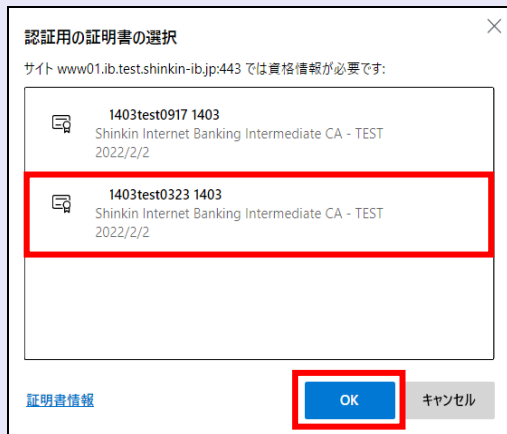 認証用の証明書の選択
サイト www01.ib.test.shinkin-ib.jp:443 では資格情報が必要です:
1403test0917 1403
Shinkin Internet Banking Intermediate CA - TEST
2022/2/2
1403test0323 1403
Shinkin Internet Banking Intermediate CA - TEST
2022/2/2
証明書情報
OK
キャンセル